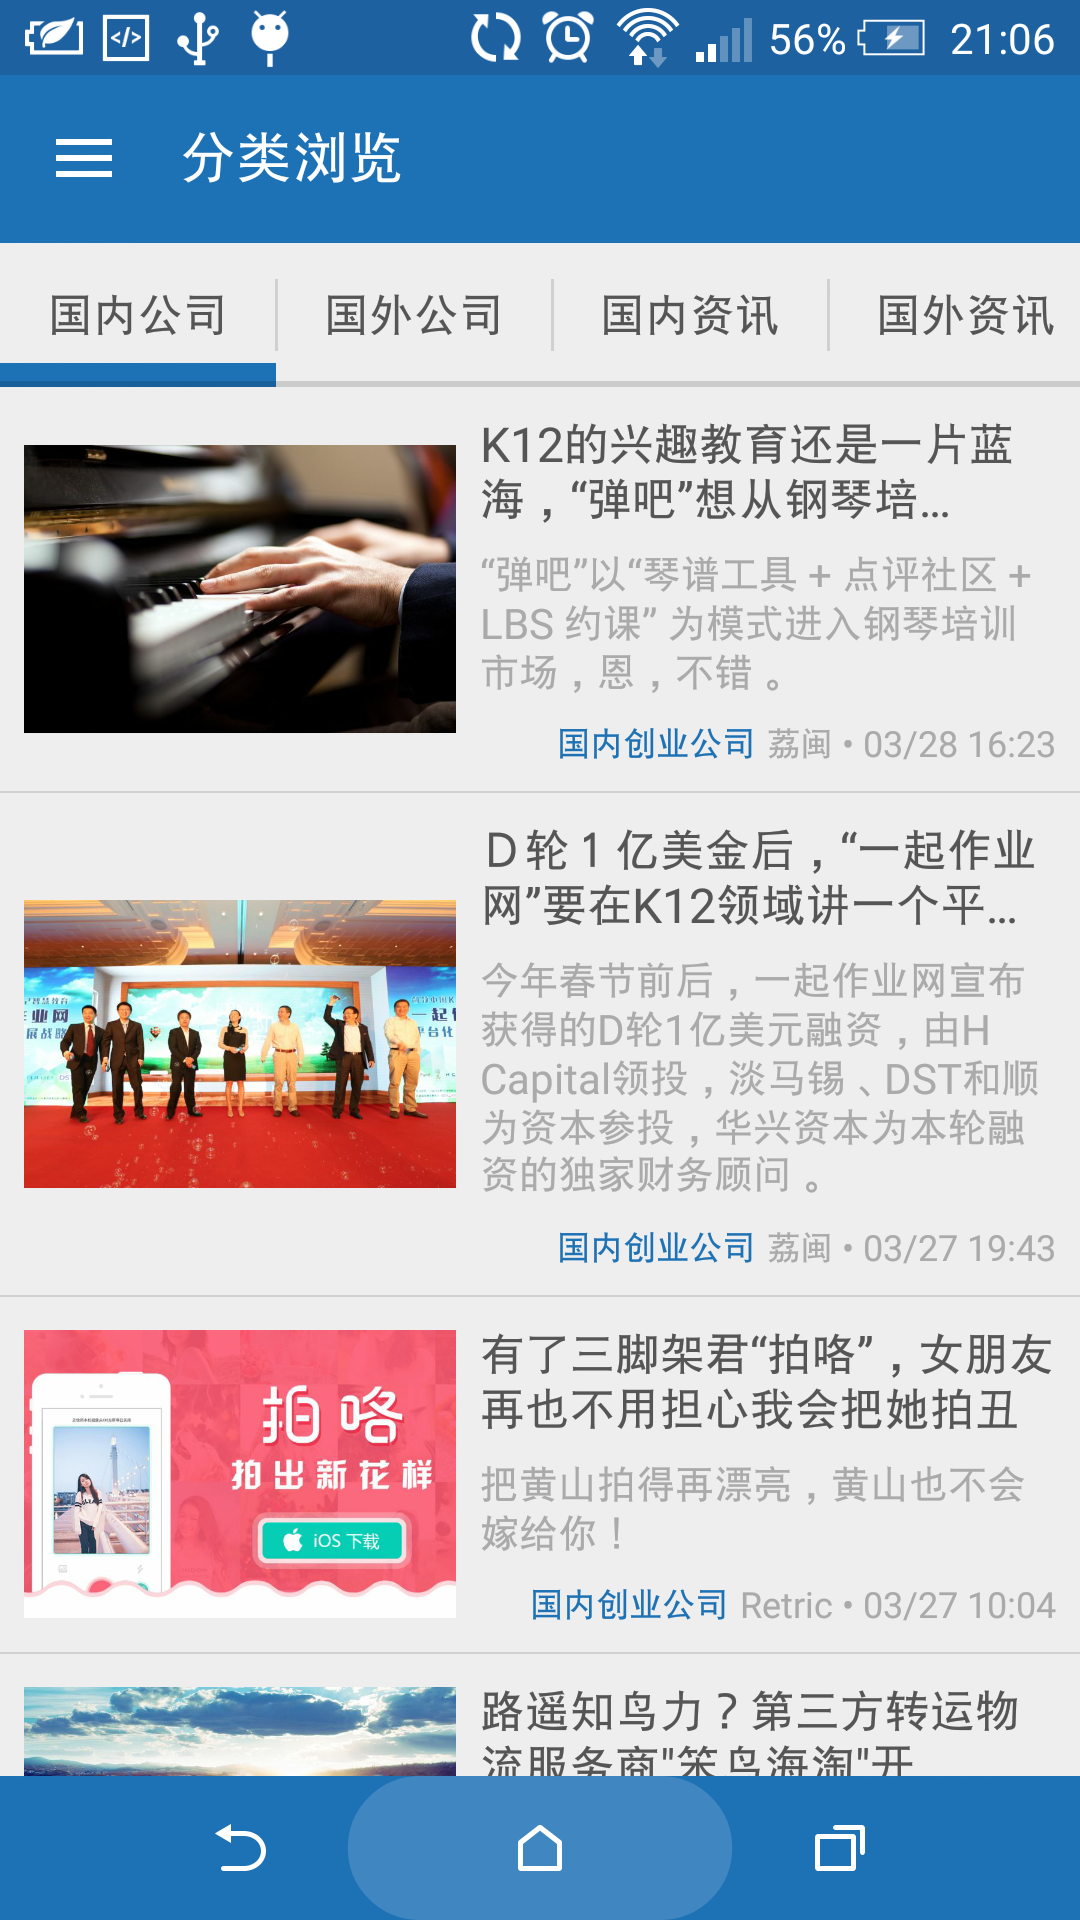 56% 21:06
分类浏览
国内公司 国外公司 国内资讯 国外资讯
K12的兴趣教育还是一片蓝
海，“弹吧”想从钢琴培...
“弹吧”以“琴谱工具 + 点评社区 +
LBS 约课” 为模式进入钢琴培训
市场，恩，不错。
国内创业公司 荔闽 • 03/28 16:23
Ｄ轮１亿美金后，“一起作业
网”要在K12领域讲一个平...
今年春节前后，一起作业网宣布
获得的D轮1亿美元融资，由H
Capital领投，淡马锡、DST和顺
为资本参投，华兴资本为本轮融
资的独家财务顾问。
国内创业公司 荔闽 • 03/27 19:43
有了三脚架君“拍咯”，女朋友
再也不用担心我会把她拍丑
把黄山拍得再漂亮，黄山也不会
嫁给你！
国内创业公司 Retric • 03/27 10:04
拍咯
拍出新花样
iOS 下载
路遥知鸟力？第三方转运物
流服务商"笨鸟海淘"开